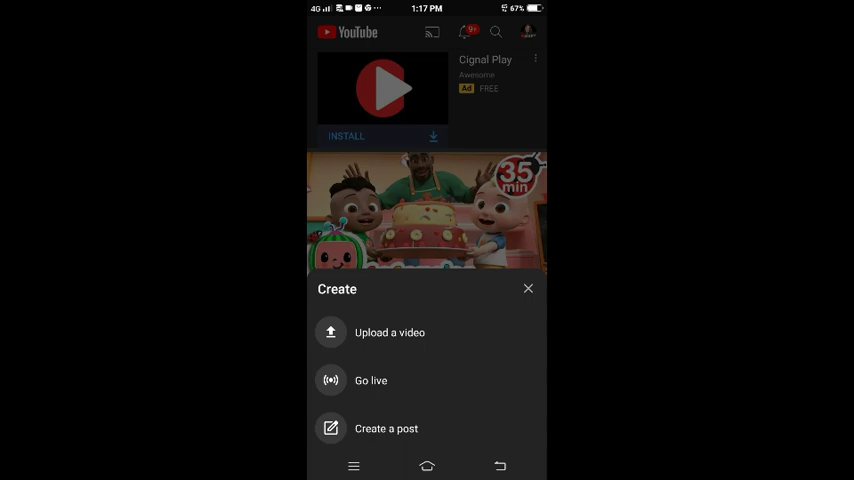 4G 1:17 PM 67%
YouTube 9+
Cignal Play
Awesome
Ad FREE
INSTALL
35
min
Create
Upload a video
Go live
Create a post